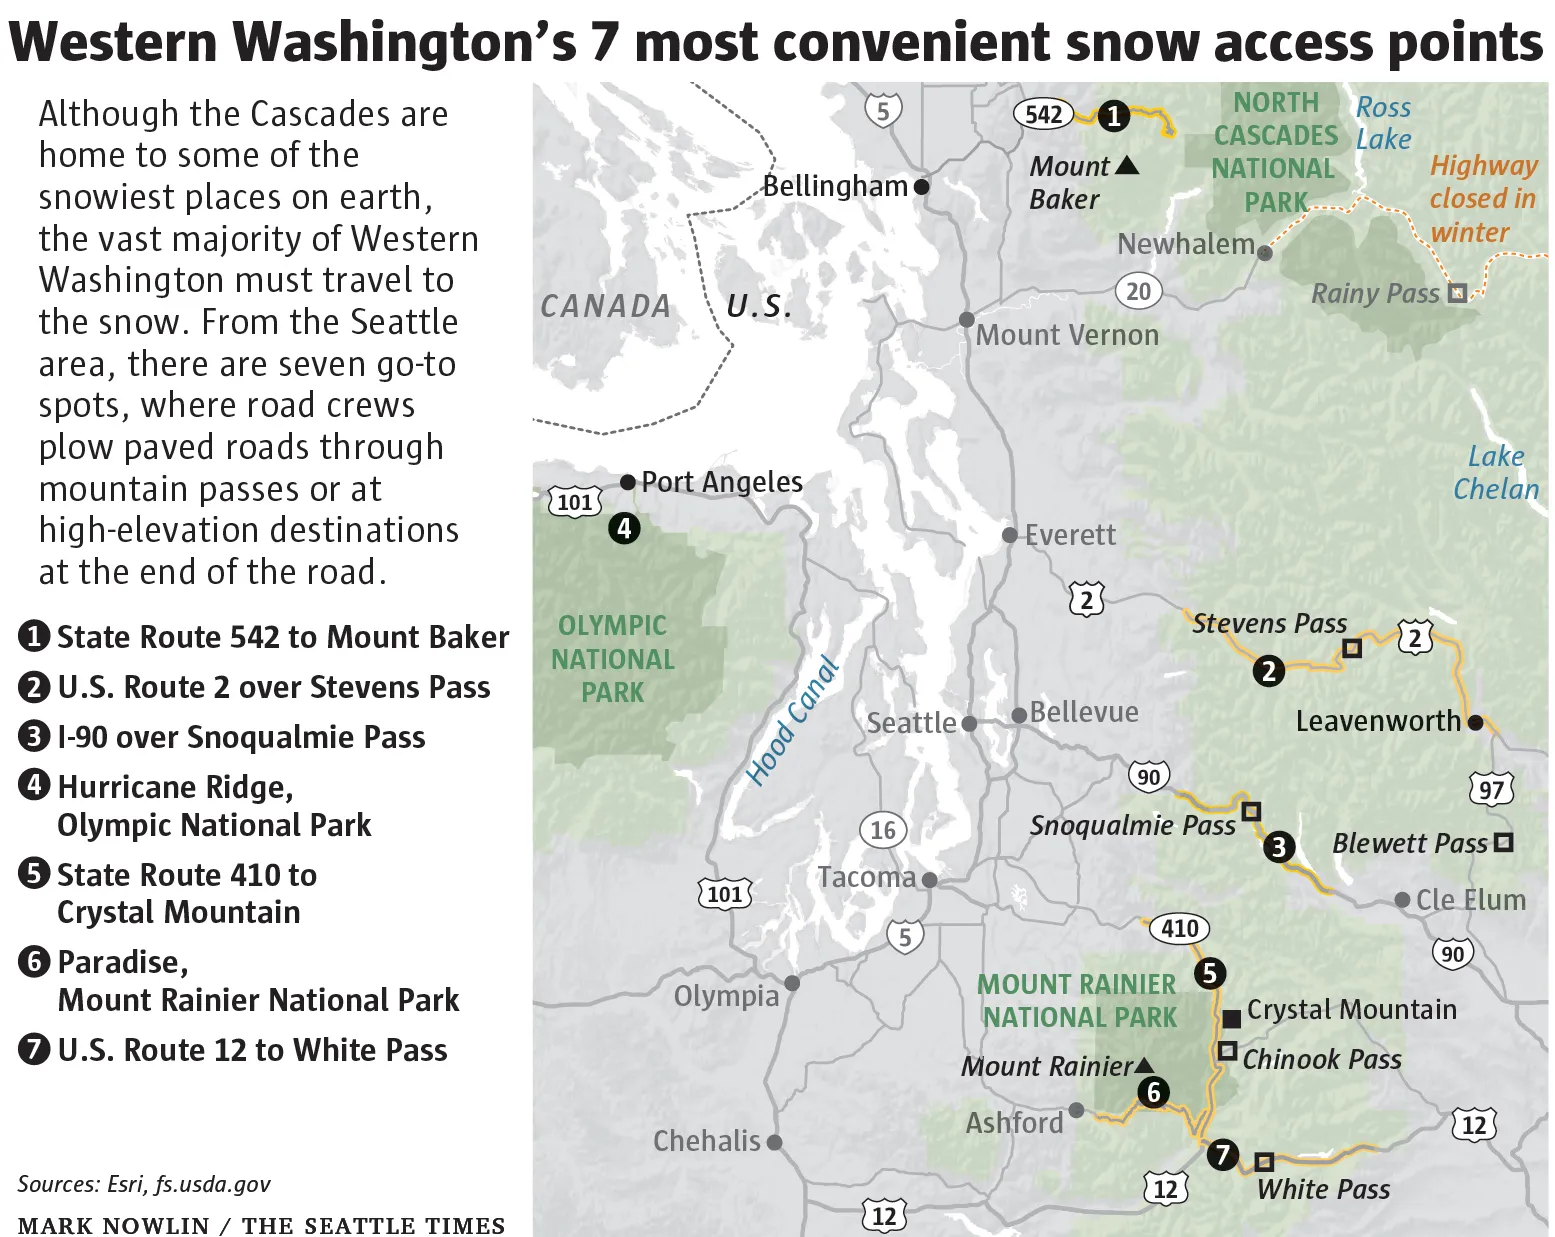 Western Washington's 7 most convenient snow access points
Although the Cascades are
home to some of the
snowiest places on earth,
the vast majority of Western
Washington must travel to
the snow. From the Seattle
area, there are seven go-to
spots, where road crews
plow paved roads through
mountain passes or at
high-elevation destinations
at the end of the road.
1 State Route 542 to Mount Baker
2 U.S. Route 2 over Stevens Pass
3 I-90 over Snoqualmie Pass
4 Hurricane Ridge,
Olympic National Park
5 State Route 410 to
Crystal Mountain
6 Paradise,
Mount Rainier National Park
7 U.S. Route 12 to White Pass
Sources: Esri, fs.usda.gov
MARK NOWLIN / THE SEATTLE TIMES
5
542
1
NORTH
CASCADES
NATIONAL
PARK
Ross
Lake
Highway
closed in
winter
Mount
Baker
Bellingham
Newhalem
20
Rainy Pass
CANADA
U.S.
Mount Vernon
Lake
Chelan
Port Angeles
101
4
Everett
OLYMPIC
NATIONAL
PARK
2
Stevens Pass
2
2
Hood Canal
Seattle
Bellevue
Leavenworth
90
97
Snoqualmie Pass
3
Blewett Pass
16
Tacoma
101
Cle Elum
5
410
90
MOUNT RAINIER
NATIONAL PARK
5
Olympia
Crystal Mountain
Chinook Pass
Mount Rainier
6
Ashford
12
Chehalis
7
12
White Pass
12